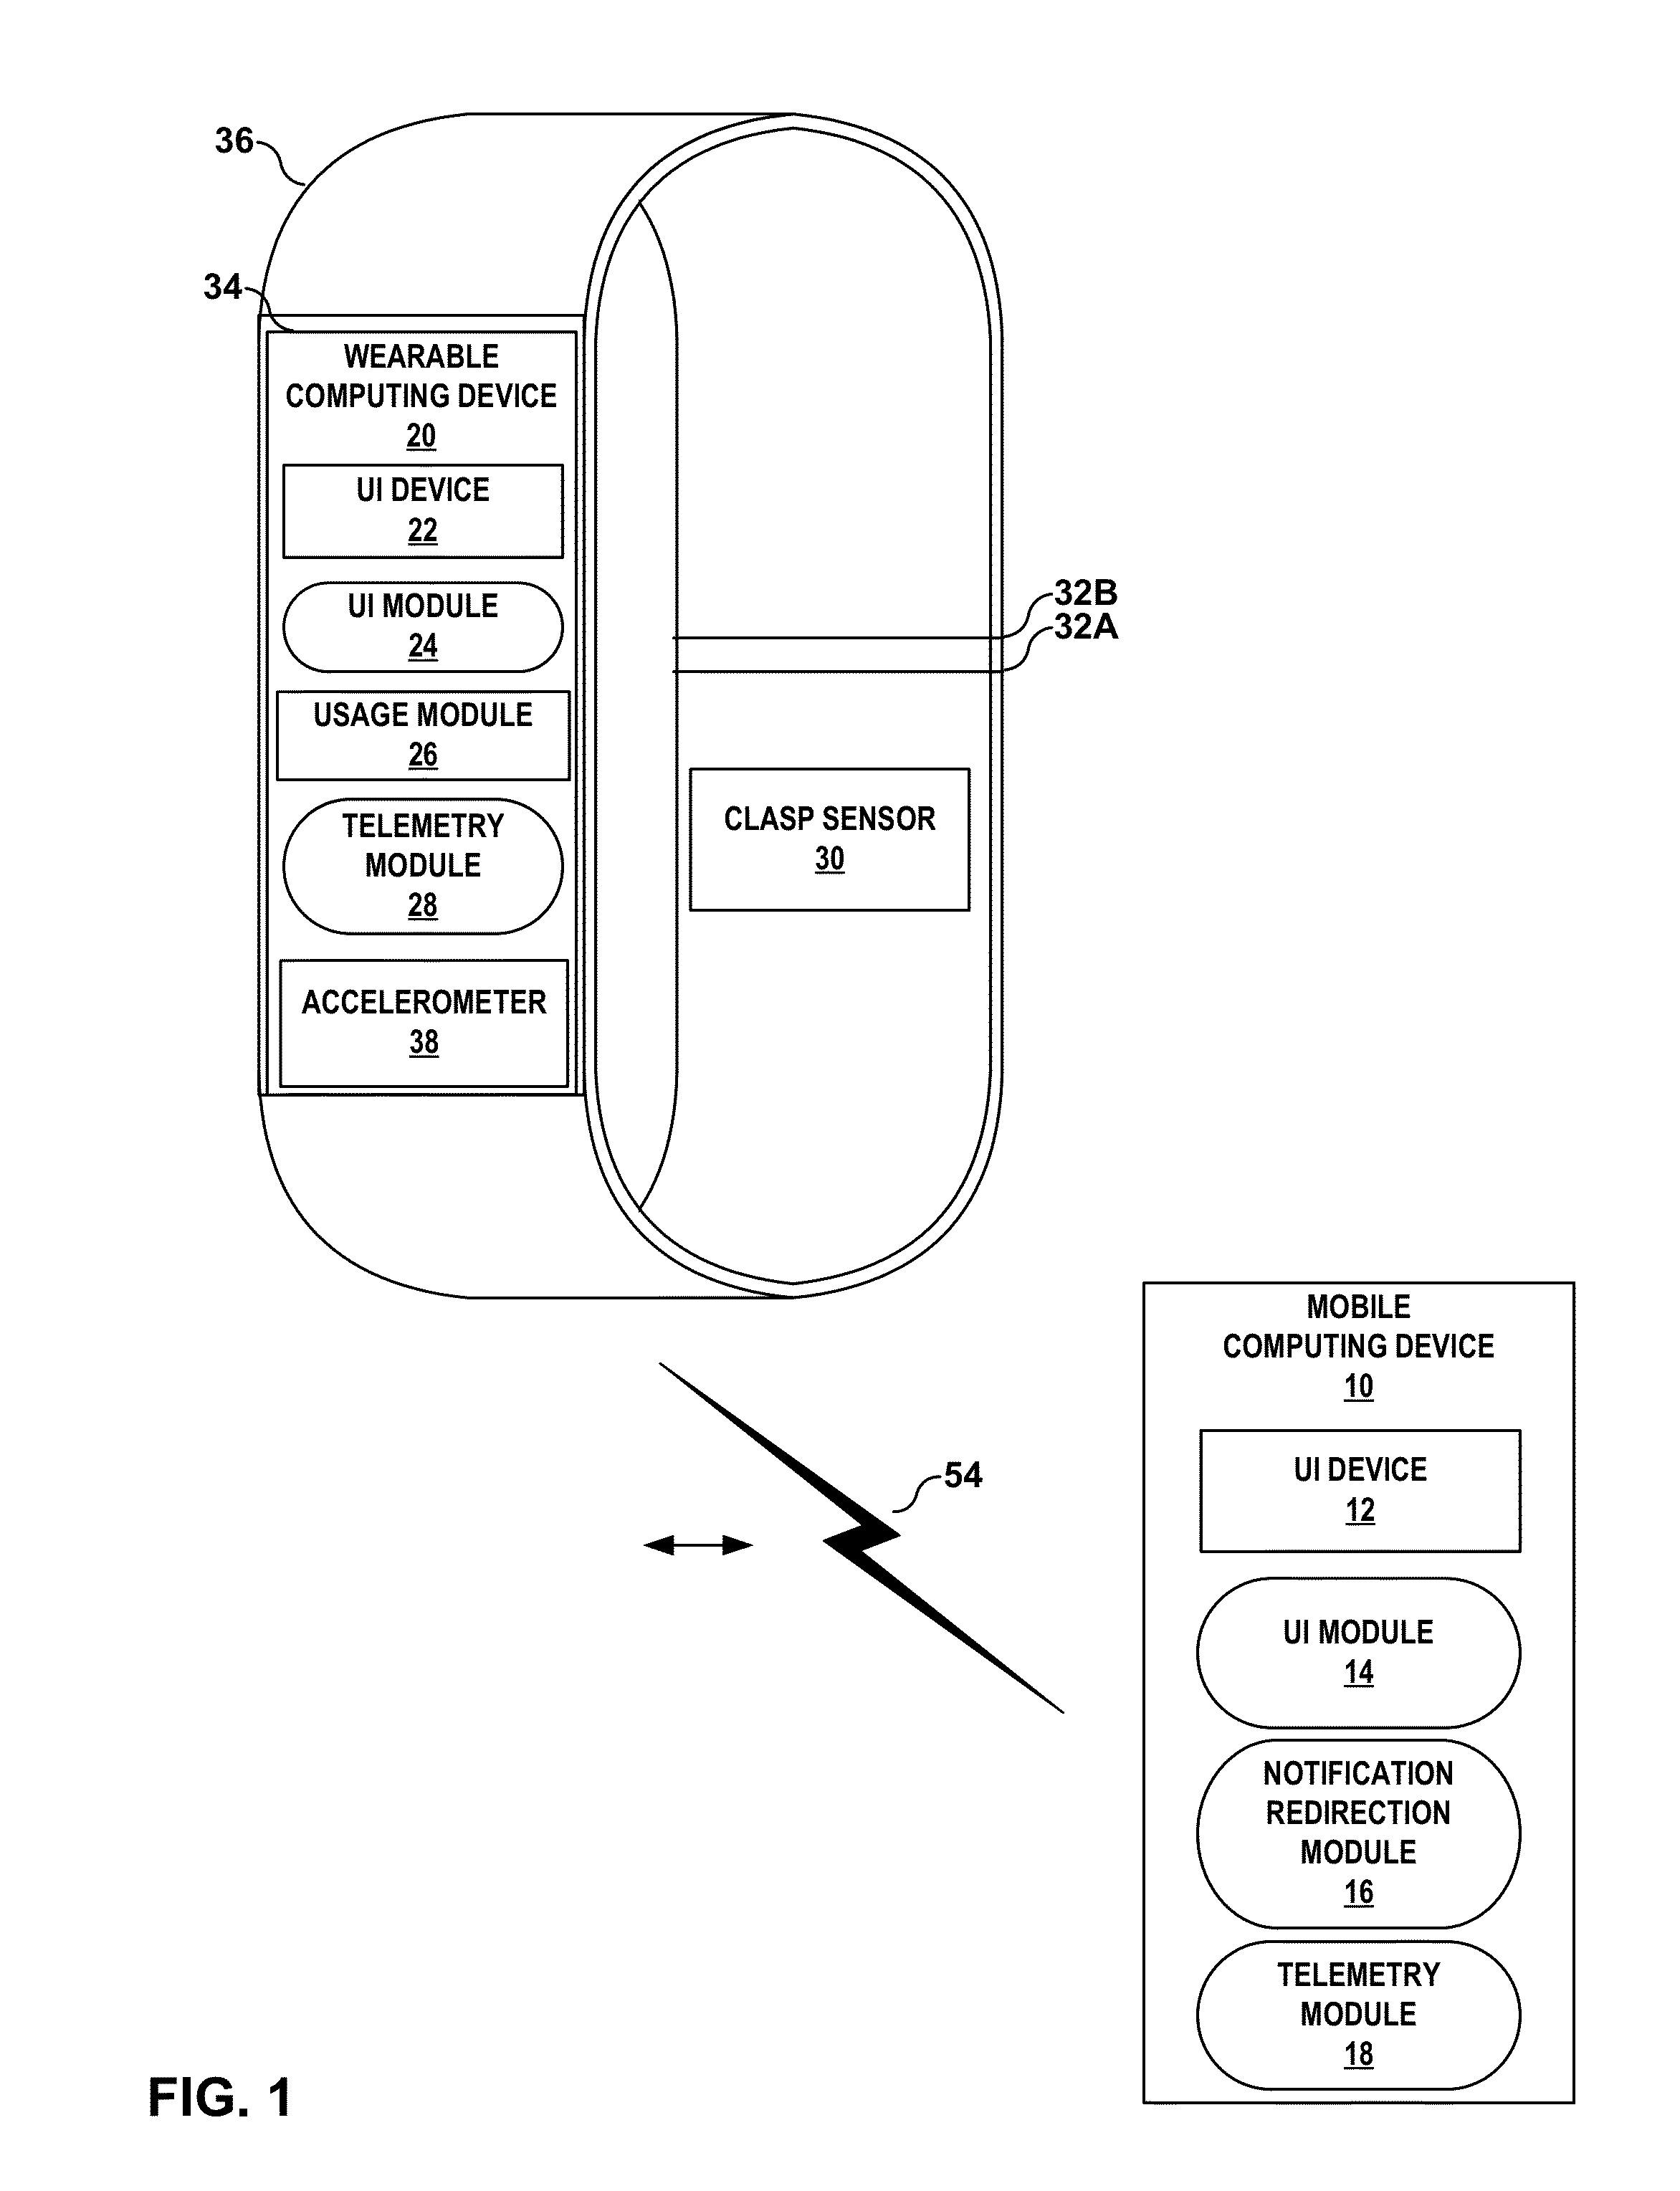 36
34
WEARABLE
COMPUTING DEVICE
20
UI DEVICE
22
UI MODULE
24
USAGE MODULE
26
TELEMETRY
MODULE
28
ACCELEROMETER
38
32B
32A
CLASP SENSOR
30
54
MOBILE
COMPUTING DEVICE
10
UI DEVICE
12
UI MODULE
14
NOTIFICATION
REDIRECTION
MODULE
16
TELEMETRY
MODULE
18
FIG. 1